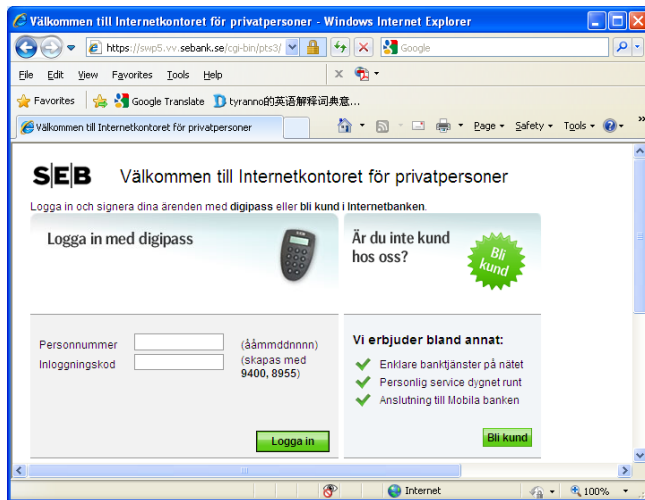 Välkommen till Internetkontoret för privatpersoner - Windows Internet Explorer
https://swp5.vv.sebank.se/cgi-bin/pts3/
Google
File Edit View Favorites Tools Help
Favorites Google Translate tyranno的英语解释词典意...
Välkommen till Internetkontoret för privatpersoner
Page Safety Tools »
S|E|B Välkommen till Internetkontoret för privatpersoner
Logga in och signera dina ärenden med digipass eller bli kund i Internetbanken.
Logga in med digipass
Är du inte kund
hos oss?
Bli
kund
Personnummer (ååmmddnnnn)
Inloggningskod (skapas med
9400, 8955)
Logga in
Vi erbjuder bland annat:
Enklare banktjänster på nätet
Personlig service dygnet runt
Anslutning till Mobila banken
Bli kund
Internet 100%